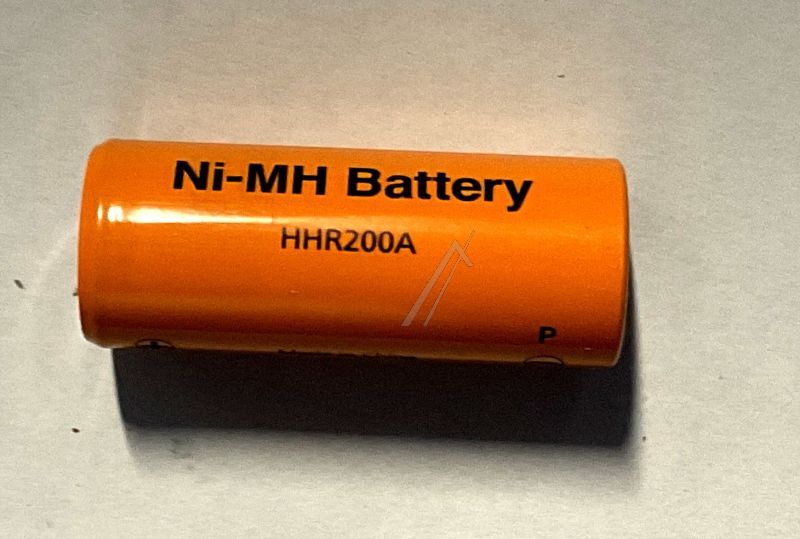 Ni-MH Battery
HHR200A
P
+